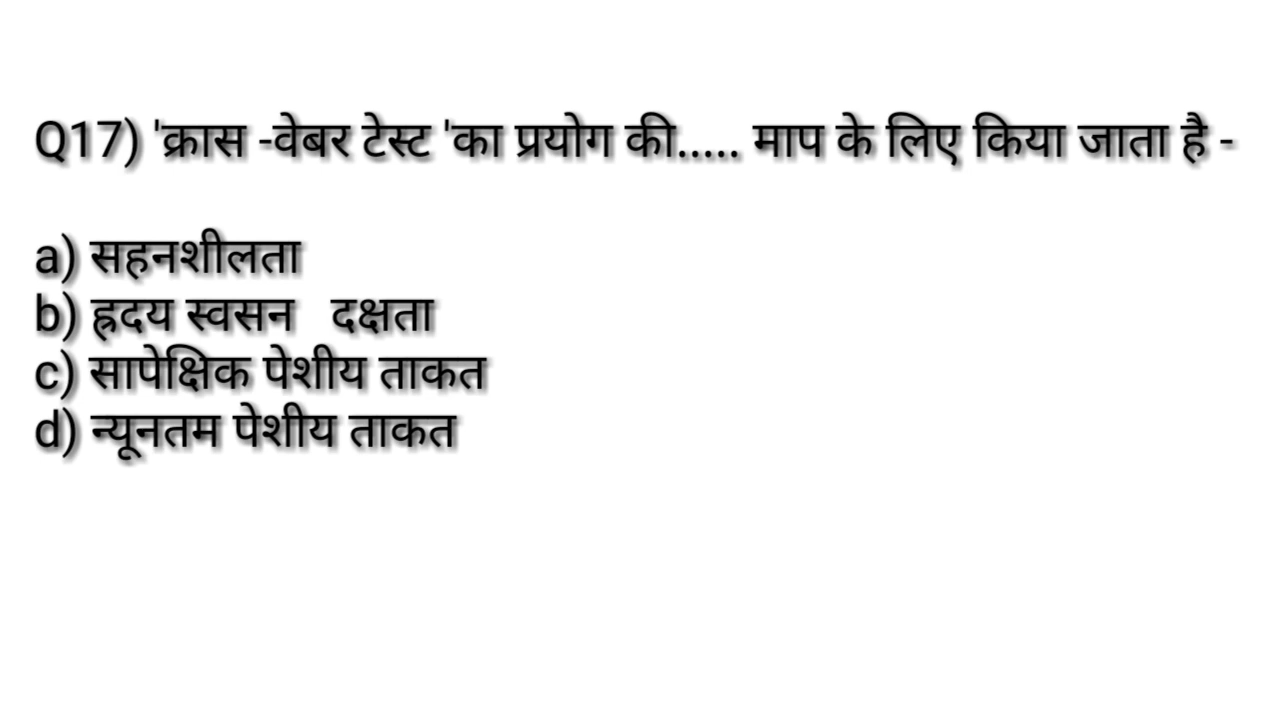 Q17) 'क्रास -वेबर टेस्ट 'का प्रयोग की..... माप के लिए किया जाता है -
a) सहनशीलता
b) ह्रदय स्वसन दक्षता
c) सापेक्षिक पेशीय ताकत
d) न्यूनतम पेशीय ताकत